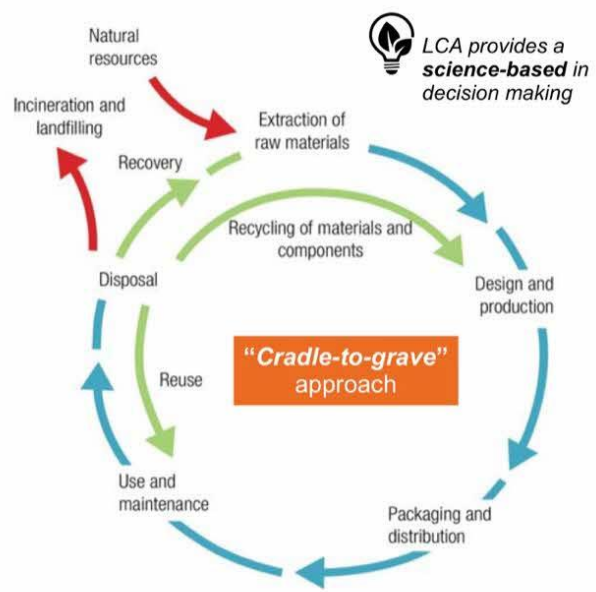 Natural
resources
LCA provides a
science-based in
decision making
Incineration and
landfilling
Extraction of
raw materials
Recovery
Recycling of materials and
components
Disposal
Design and
production
“Cradle-to-grave”
approach
Reuse
Use and
maintenance
Packaging and
distribution